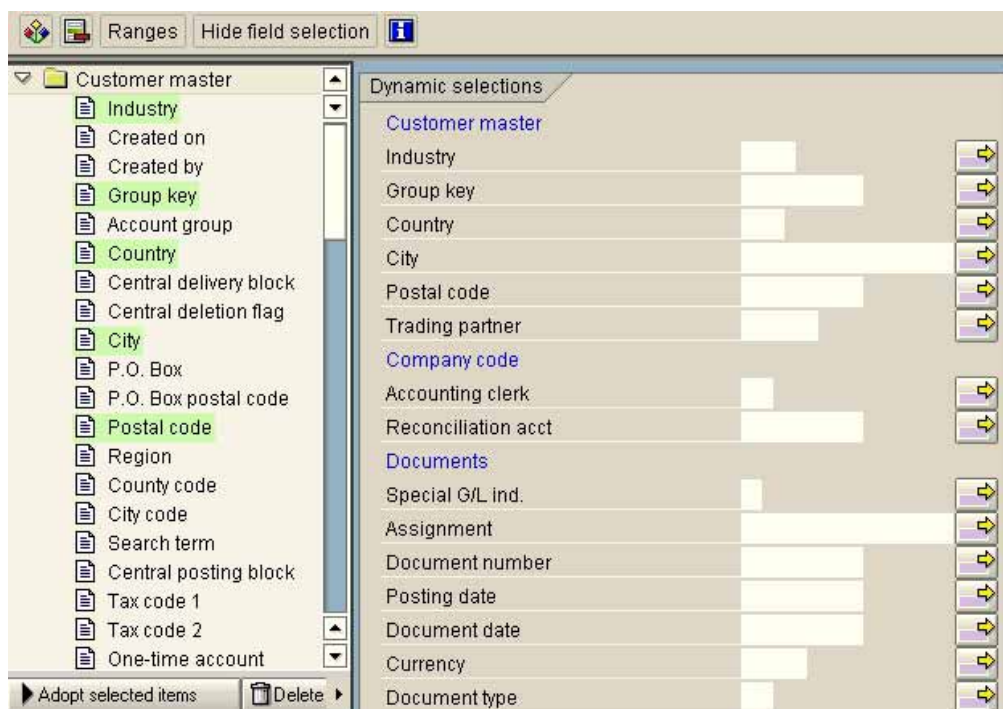 Ranges Hide field selection
Customer master
Industry
Created on
Created by
Group key
Account group
Country
Central delivery block
Central deletion flag
City
P.O. Box
P.O. Box postal code
Postal code
Region
County code
City code
Search term
Central posting block
Tax code 1
Tax code 2
One-time account
Adopt selected items Delete
Dynamic selections
Customer master
Industry
Group key
Country
City
Postal code
Trading partner
Company code
Accounting clerk
Reconciliation acct
Documents
Special G/L ind.
Assignment
Document number
Posting date
Document date
Currency
Document type